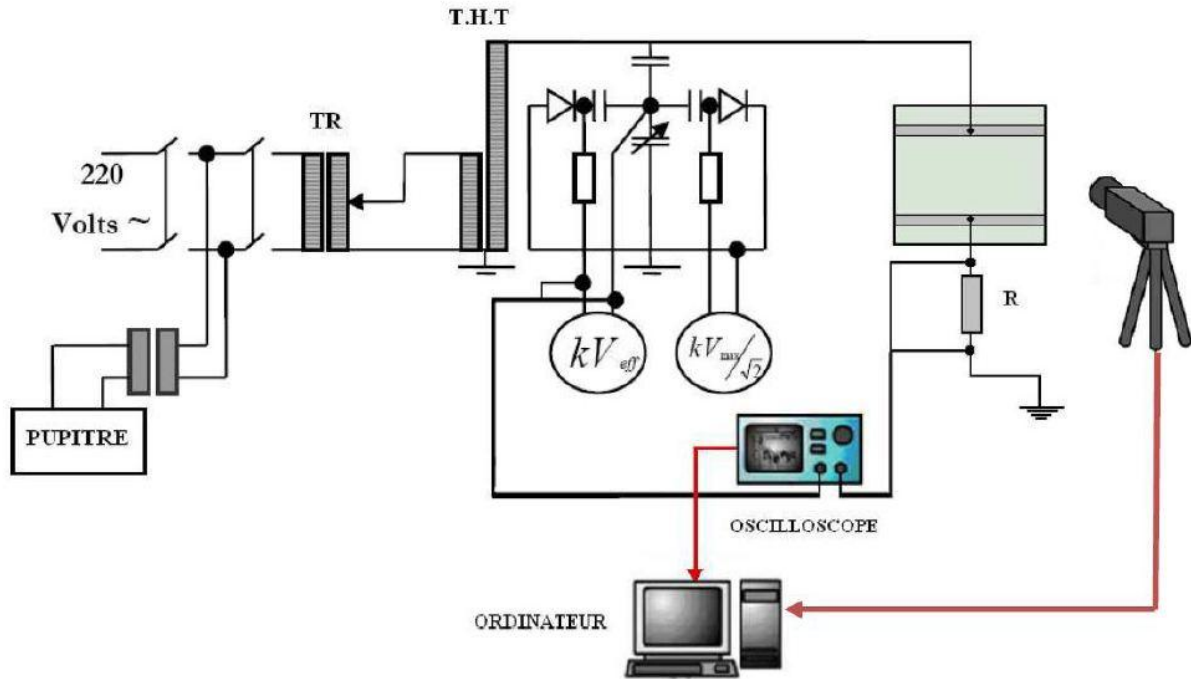 T.H.T
TR
220
Volts ~
R
kV eff
kV max/√2
PUPITRE
OSCILLOSCOPE
ORDINATEUR